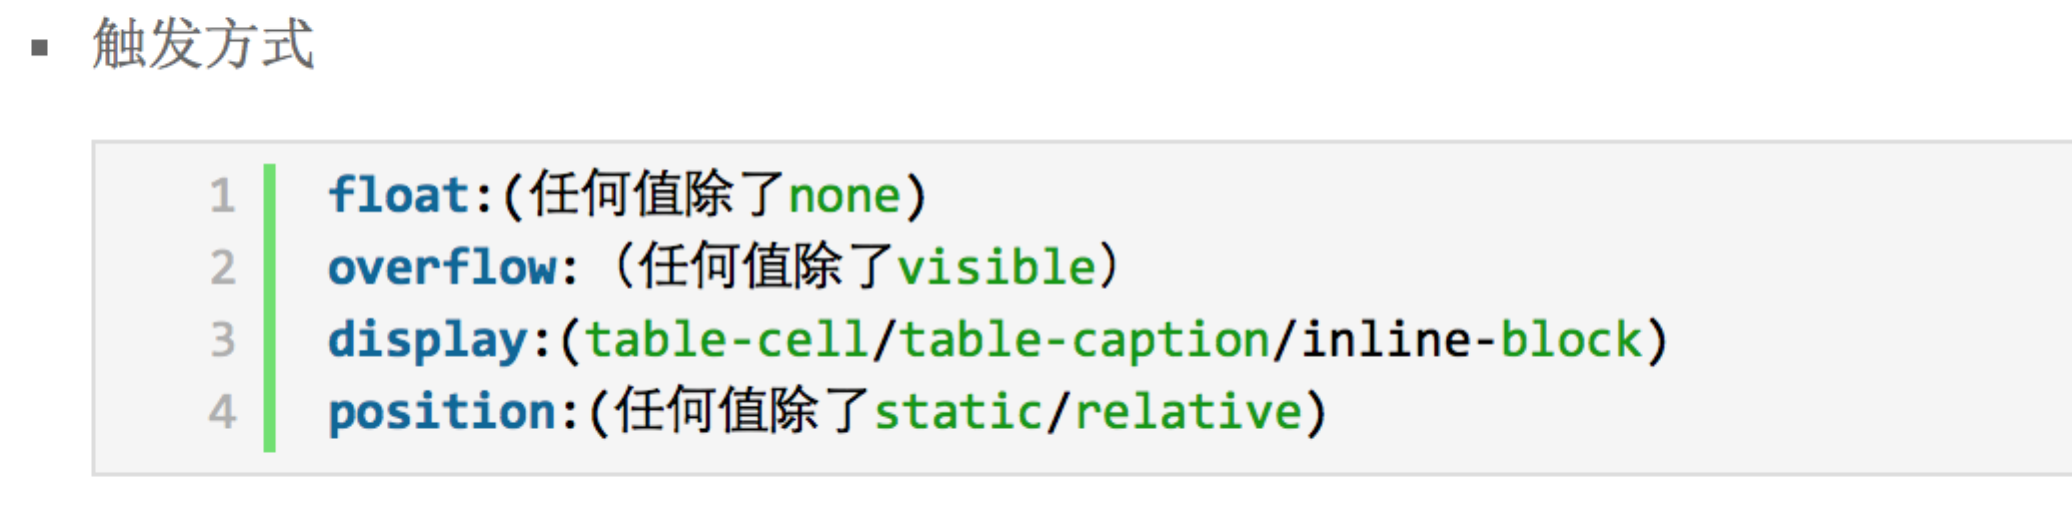 ▪ 触发方式
1 float:(任何值除了none)
2 overflow:（任何值除了visible）
3 display:(table-cell/table-caption/inline-block)
4 position:(任何值除了static/relative)